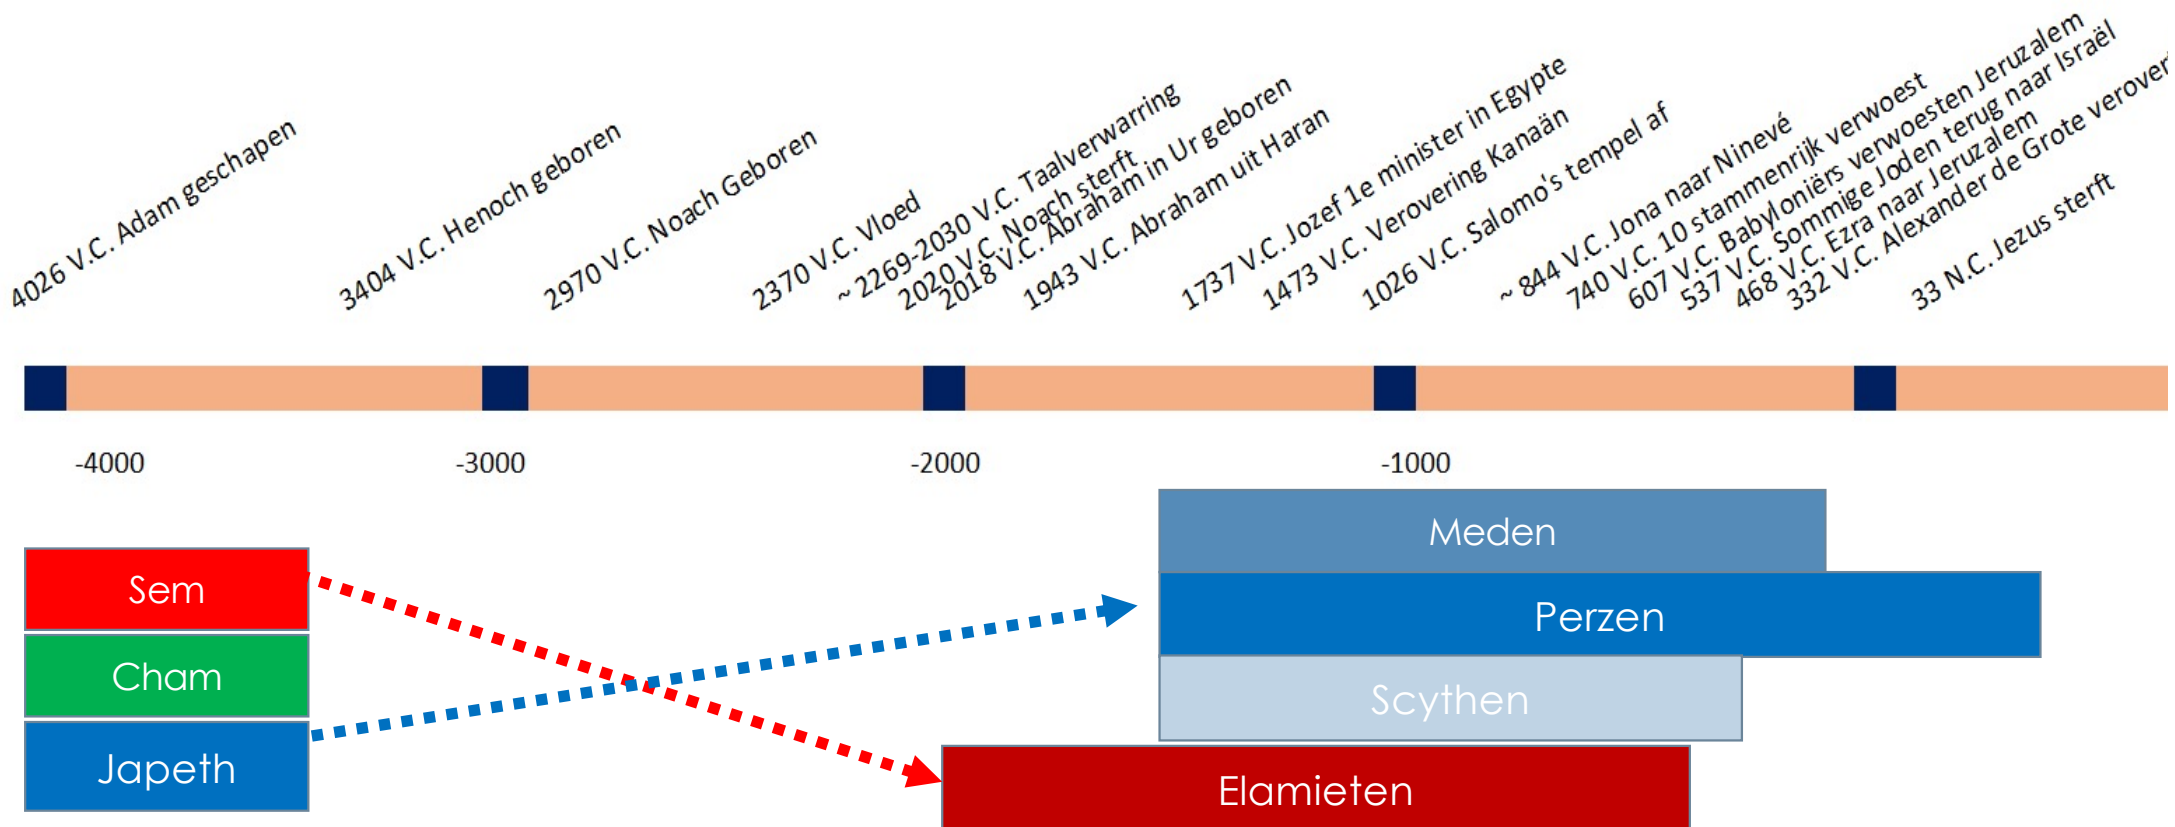 4026 V.C. Adam geschapen
3404 V.C. Henoch geboren
2970 V.C. Noach Geboren
2370 V.C. Vloed
~ 2269-2030 V.C. Taalverwarring
2020 V.C. Noach sterft
2018 V.C. Abraham in Ur geboren
1943 V.C. Abraham uit Haran
1737 V.C. Jozef 1e minister in Egypte
1473 V.C. Verovering Kanaän
1026 V.C. Salomo's tempel af
~ 844 V.C. Jona naar Ninevé
740 V.C. 10 stammenrijk verwoest
607 V.C. Babyloniërs verwoesten Jeruzalem
537 V.C. Sommige Joden terug naar Israël
468 V.C. Ezra naar Jeruzalem
332 V.C. Alexander de Grote verovert
33 N.C. Jezus sterft
-4000
-3000
-2000
-1000
Meden
Sem
Perzen
Cham
Scythen
Japeth
Elamieten